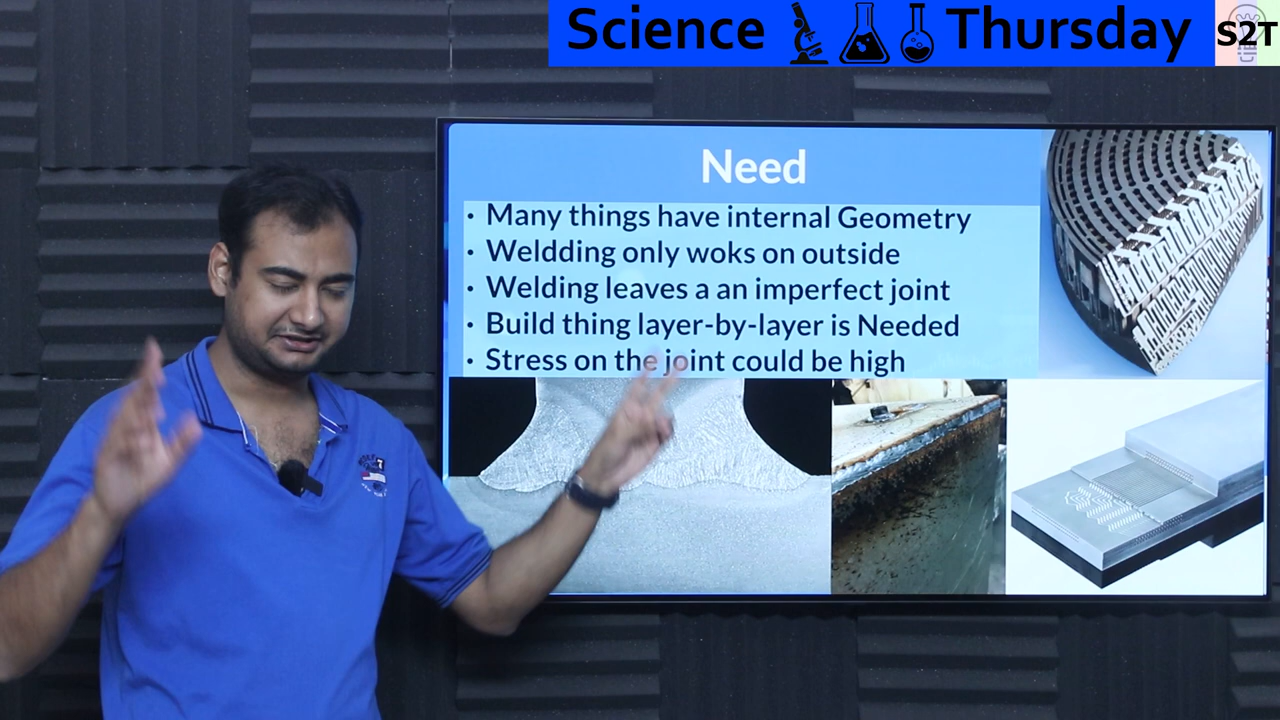 Science Thursday
S2T
Need
• Many things have internal Geometry
• Weldding only woks on outside
• Welding leaves a an imperfect joint
• Build thing layer-by-layer is Needed
• Stress on the joint could be high